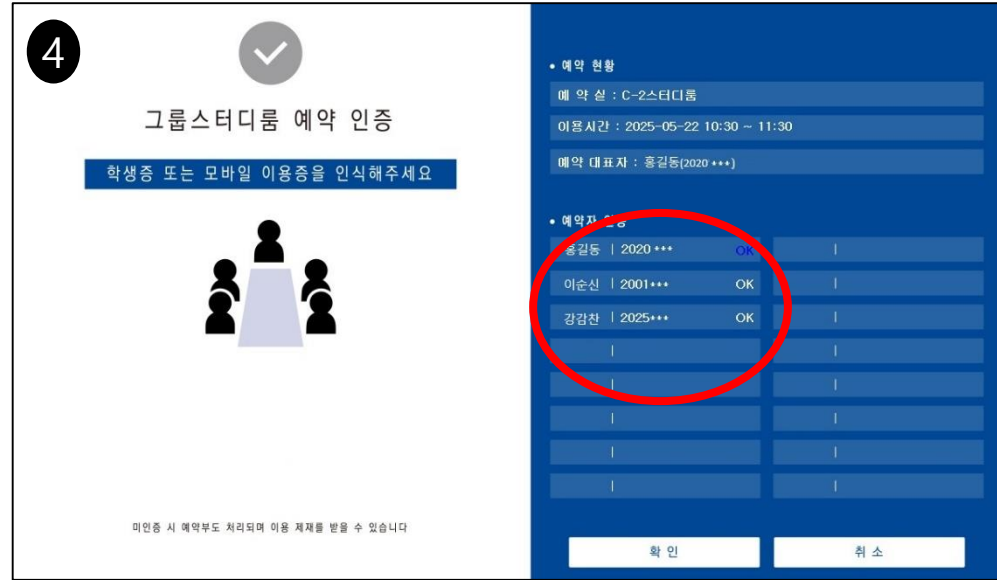 4
그룹스터디룸 예약 인증
학생증 또는 모바일 이용증을 인식해주세요
미인증 시 예약부도 처리되며 이용 제재를 받을 수 있습니다
• 예약 현황
예 약 실 : C-2스터디룸
이용시간 : 2025-05-22 10:30 ~ 11:30
예약 대표자 : 홍길동(2020***)
• 예약자 인증
홍길동 | 2020*** OK
이순신 | 2001*** OK
강감찬 | 2025*** OK
확 인
취 소